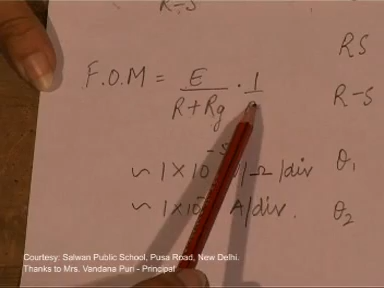 R-S
RS
F.O.M = E / R+Rg · 1
R-S
~ 1×10 /Ω/div θ₁
~ 1×10 A/div. θ₂
Courtesy: Salwan Public School, Pusa Road, New Delhi.
Thanks to Mrs. Vandana Puri - Principal